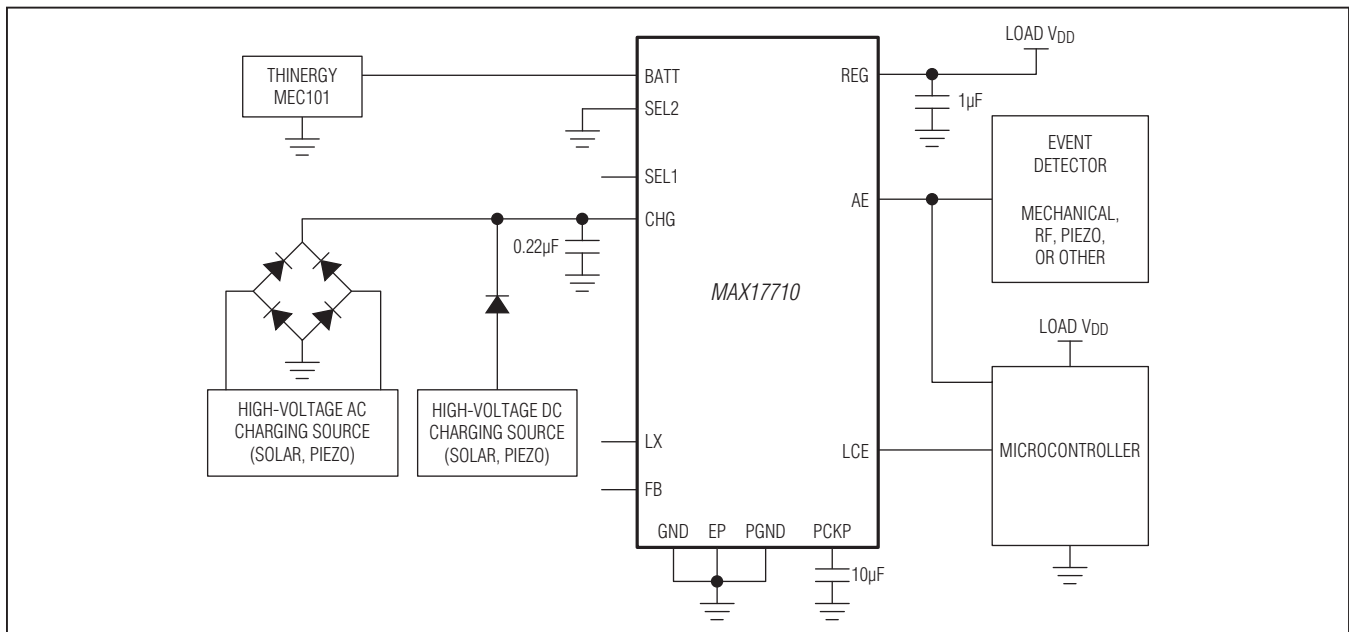 THINERGY
MEC101
BATT
SEL2
SEL1
CHG
0.22µF
HIGH-VOLTAGE AC
CHARGING SOURCE
(SOLAR, PIEZO)
HIGH-VOLTAGE DC
CHARGING SOURCE
(SOLAR, PIEZO)
LX
FB
MAX17710
GND
EP
PGND
PCKP
10µF
REG
AE
LCE
LOAD VDD
1µF
EVENT
DETECTOR
MECHANICAL,
RF, PIEZO,
OR OTHER
LOAD VDD
MICROCONTROLLER